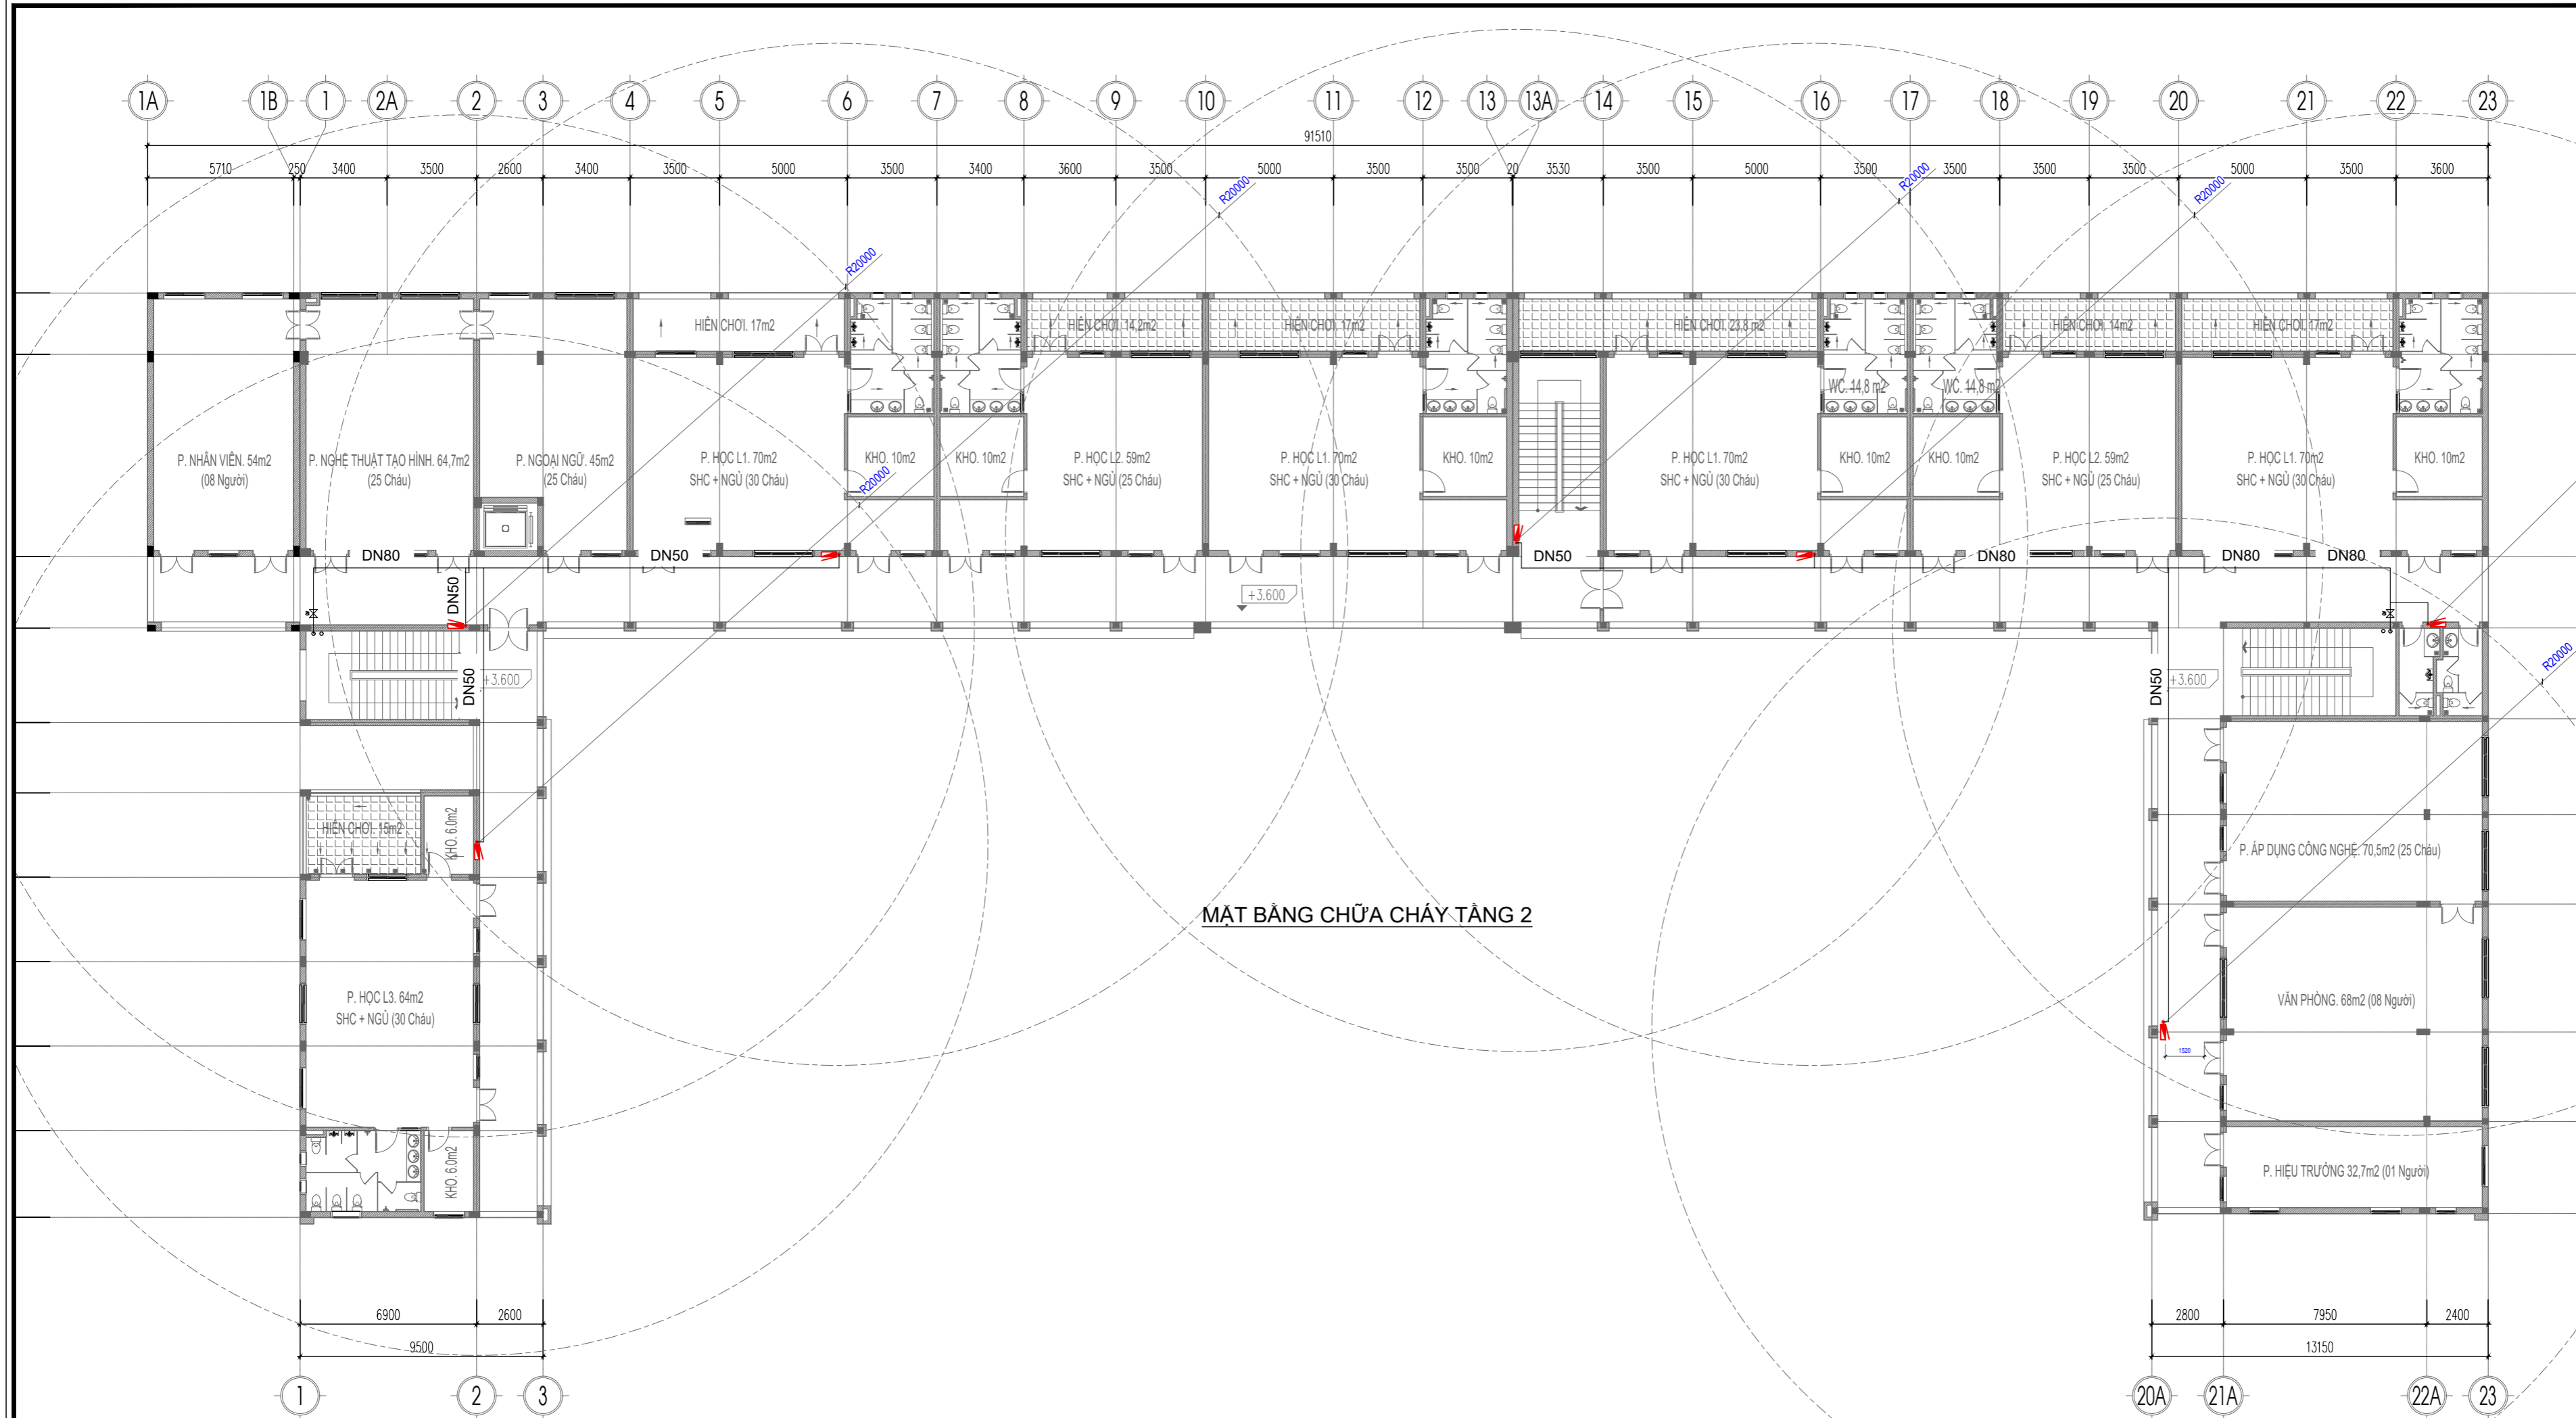 1A 1B 1 2A 2 3 4 5 6 7 8 9 10 11 12 13 13A 14 15 16 17 18 19 20 21 22 23
91510
5710 250 3400 3500 2600 3400 3500 5000 3500 3400 3600 3500 5000 3500 3500 20 3530 3500 5000 3500 3500 3500 3500 5000 3500 3600
R20000
R20000
R20000
R20000
HIÊN CHƠI. 17m2
HIÊN CHƠI. 14,2m2
HIÊN CHƠI. 17m2
HIÊN CHƠI. 23,8 m2
HIÊN CHƠI. 14m2
HIÊN CHƠI. 17m2
WC. 14,8 m2
WC. 14,8 m2
P. NHÂN VIÊN. 54m2
(08 Người)
P. NGHỆ THUẬT TẠO HÌNH. 64,7m2
(25 Cháu)
P. NGOẠI NGỮ. 45m2
(25 Cháu)
P. HỌC L1. 70m2
SHC + NGỦ (30 Cháu)
KHO. 10m2
KHO. 10m2
P. HỌC L2. 59m2
SHC + NGỦ (25 Cháu)
P. HỌC L1. 70m2
SHC + NGỦ (30 Cháu)
KHO. 10m2
P. HỌC L1. 70m2
SHC + NGỦ (30 Cháu)
KHO. 10m2
KHO. 10m2
P. HỌC L2. 59m2
SHC + NGỦ (25 Cháu)
P. HỌC L1. 70m2
SHC + NGỦ (30 Cháu)
KHO. 10m2
R20000
DN80
DN50
DN50
DN80
DN80
DN80
DN50
+3.600
DN50
+3.600
DN50
+3.600
R20000
HIÊN CHƠI. 15m2
KHO. 6.0m2
P. ÁP DỤNG CÔNG NGHỆ. 70,5m2 (25 Cháu)
MẶT BẰNG CHỮA CHÁY TẦNG 2
P. HỌC L3. 64m2
SHC + NGỦ (30 Cháu)
VĂN PHÒNG. 68m2 (08 Người)
1520
KHO. 6.0m2
P. HIỆU TRƯỞNG 32,7m2 (01 Người)
6900 2600
9500
2800 7950 2400
13150
1 2 3
20A 21A 22A 23